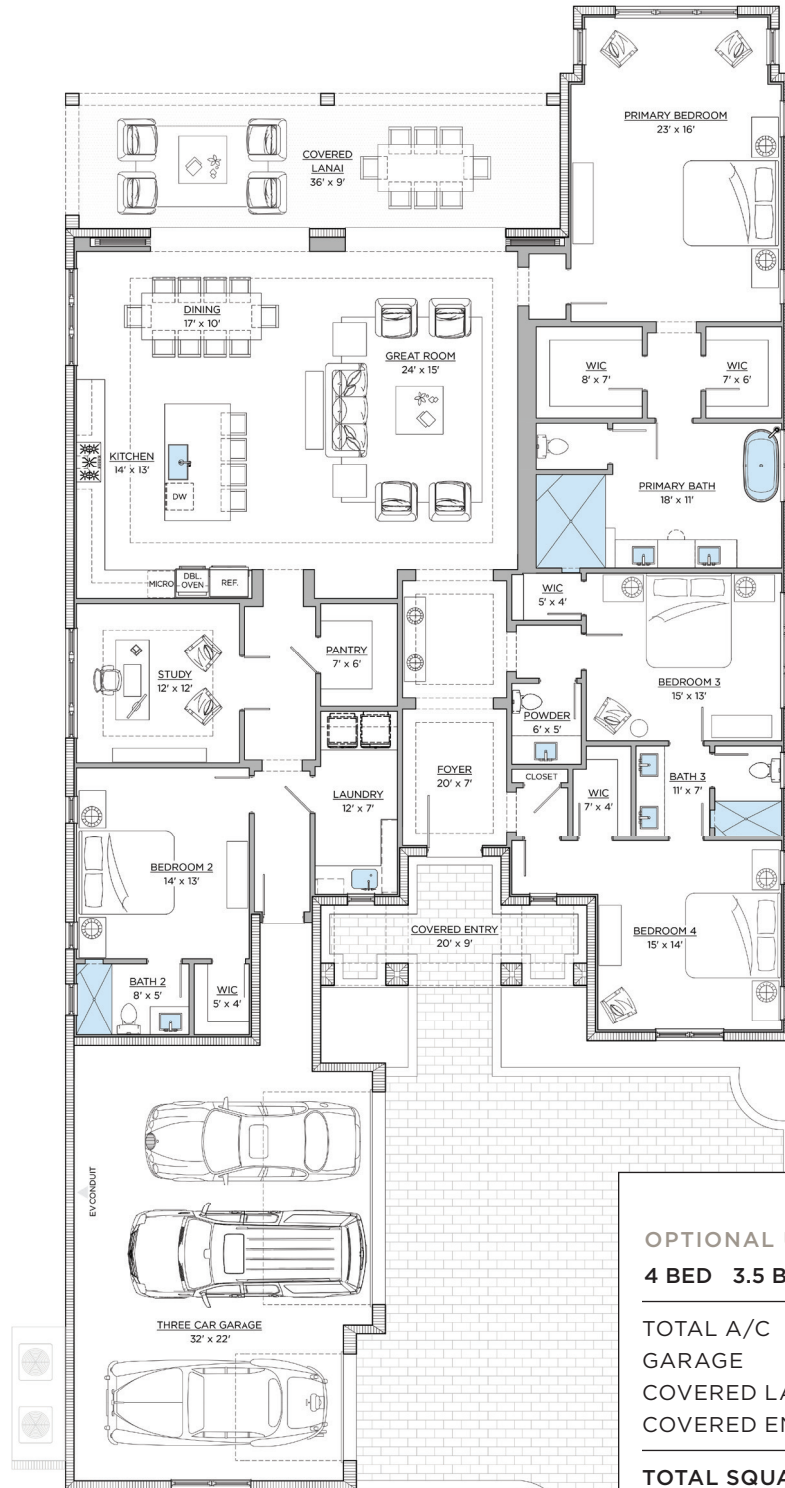 PRIMARY BEDROOM
23' x 16'
COVERED
LANAI
36' x 9'
DINING
17' x 10'
GREAT ROOM
24' x 15'
WIC
8' x 7'
WIC
7' x 6'
KITCHEN
14' x 13'
DW
PRIMARY BATH
18' x 11'
MICRO
DBL.
OVEN
REF.
WIC
5' x 4'
PANTRY
7' x 6'
STUDY
12' x 12'
BEDROOM 3
15' x 13'
POWDER
6' x 5'
FOYER
20' x 7'
CLOSET
LAUNDRY
12' x 7'
WIC
7' x 4'
BATH 3
11' x 7'
BEDROOM 2
14' x 13'
COVERED ENTRY
20' x 9'
BEDROOM 4
15' x 14'
BATH 2
8' x 5'
WIC
5' x 4'
EV CONDUIT
THREE CAR GARAGE
32' x 22'
OPTIONAL
4 BED 3.5 B
TOTAL A/C
GARAGE
COVERED LA
COVERED EN
TOTAL SQUA